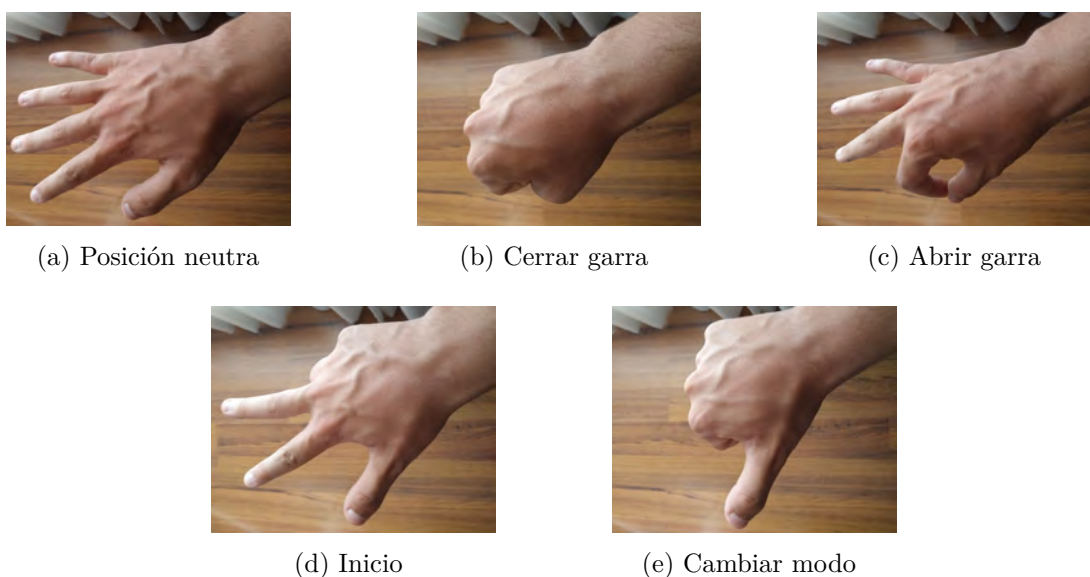 (a) Posición neutra
(b) Cerrar garra
(c) Abrir garra
(d) Inicio
(e) Cambiar modo